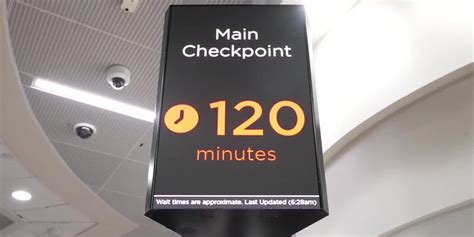 Main
Checkpoint
120
minutes
Wait times are approximate. Last Updated (6:28am)